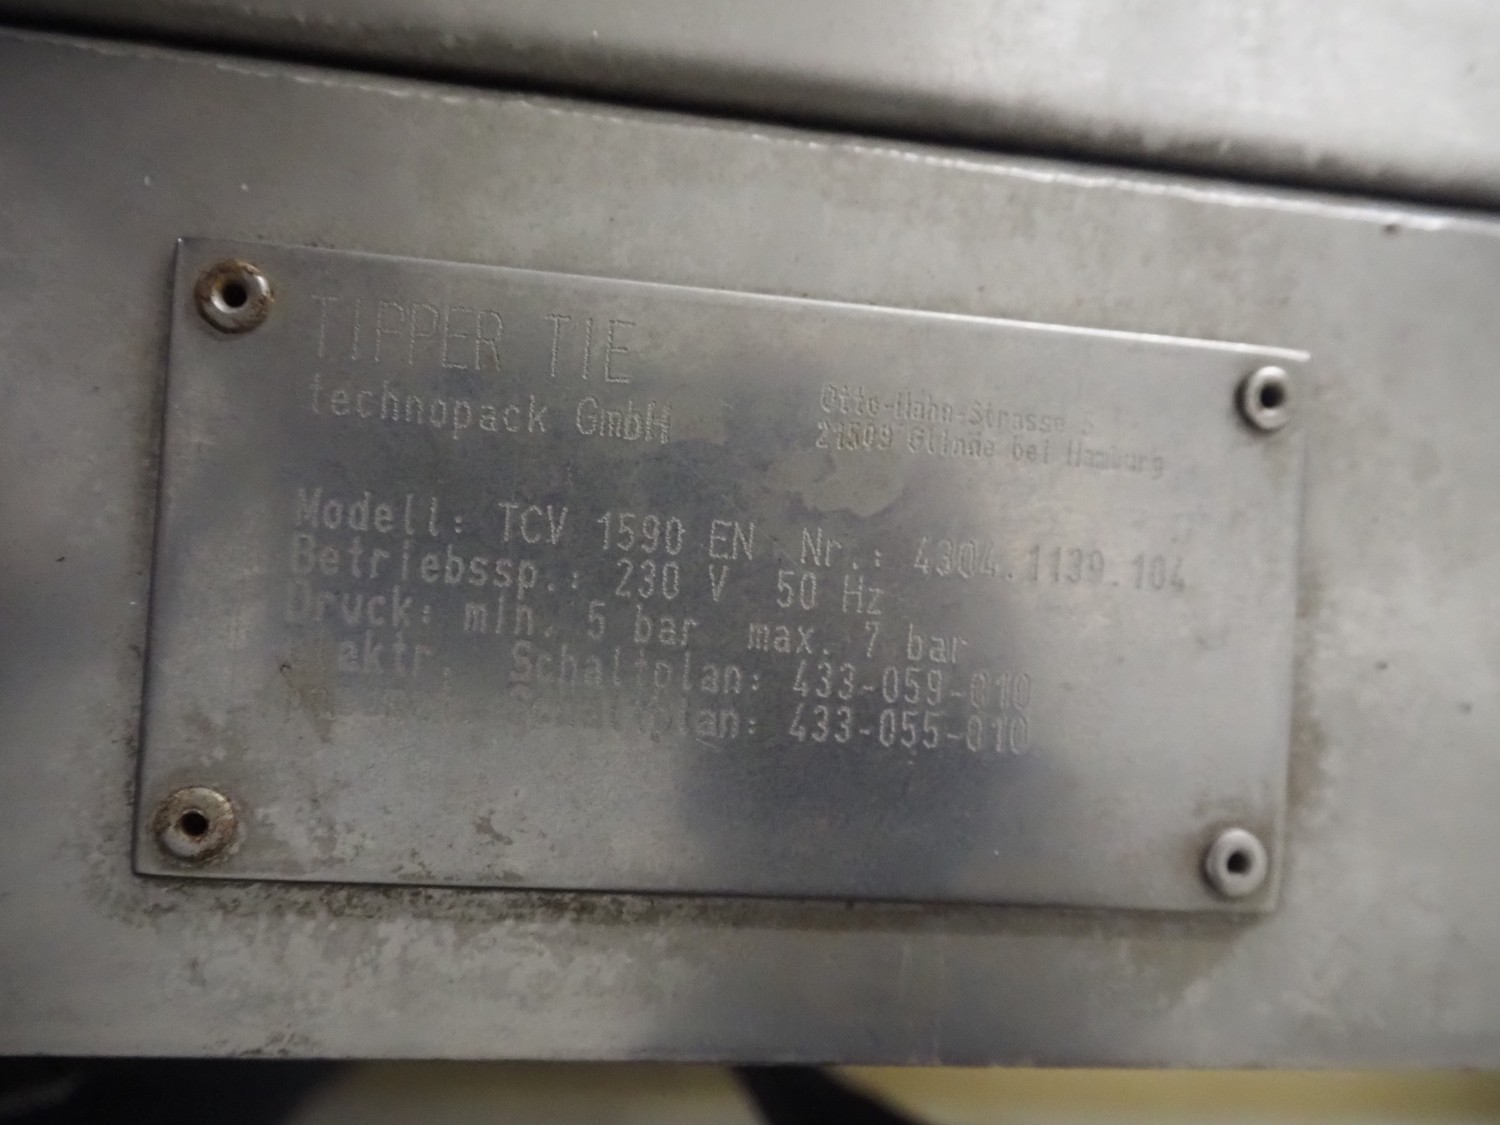 TIPPER TIE
technopack GmbH
Otto-Hahn-Strasse 5
21509 Glinde bei Hamburg
Modell: TCV 1590 EN Nr.: 4304.1139.104
Betriebssp.: 230 V 50 Hz
Druck: min. 5 bar max. 7 bar
Schaltplan: 433-059-010
Schaltplan: 433-055-010